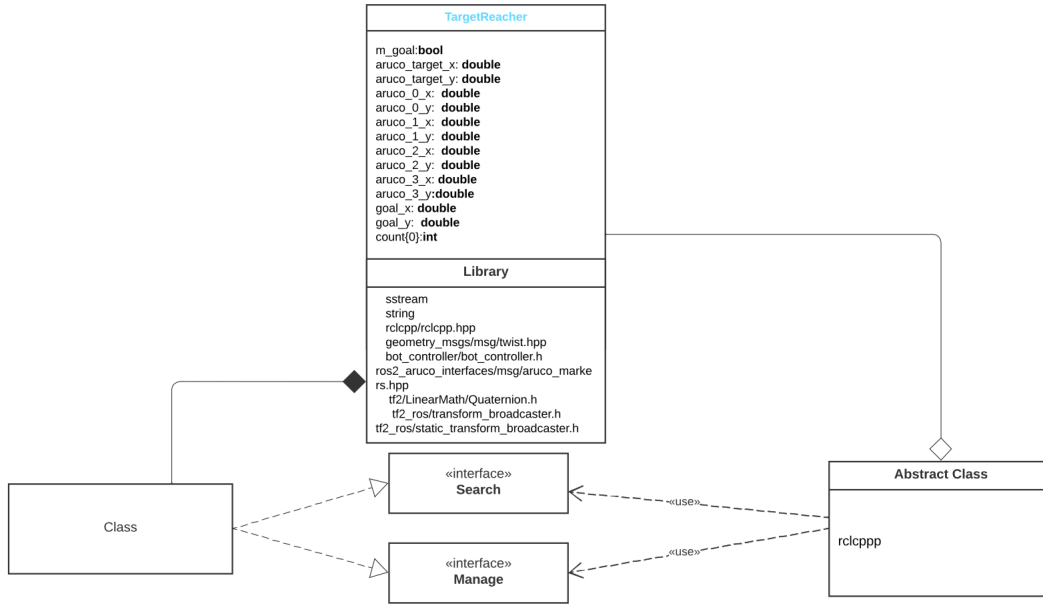 TargetReacher
m_goal:bool
aruco_target_x: double
aruco_target_y: double
aruco_0_x: double
aruco_0_y: double
aruco_1_x: double
aruco_1_y: double
aruco_2_x: double
aruco_2_y: double
aruco_3_x: double
aruco_3_y:double
goal_x: double
goal_y: double
count{0}:int
Library
sstream
string
rclcpp/rclcpp.hpp
geometry_msgs/msg/twist.hpp
bot_controller/bot_controller.h
ros2_aruco_interfaces/msg/aruco_marke
rs.hpp
tf2/LinearMath/Quaternion.h
tf2_ros/transform_broadcaster.h
tf2_ros/static_transform_broadcaster.h
Class
«interface»
Search
«interface»
Manage
«use»
«use»
Abstract Class
rclcppp